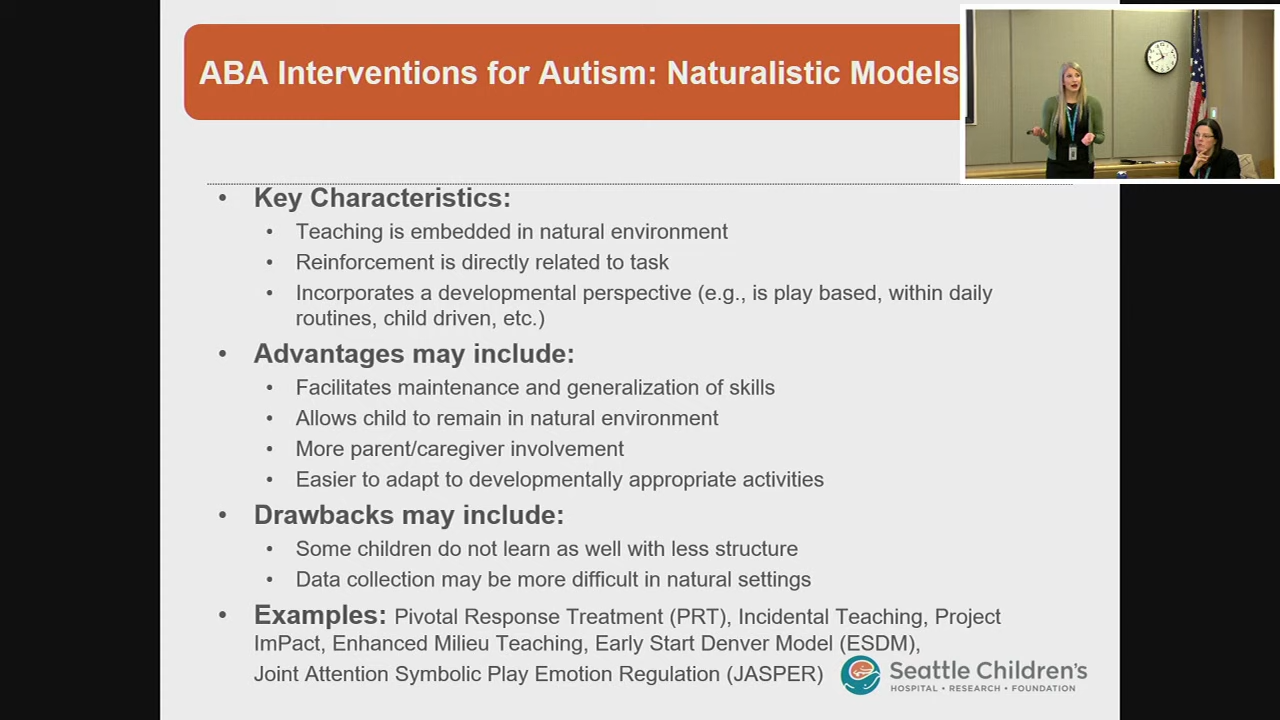 ABA Interventions for Autism: Naturalistic Models
• Key Characteristics:
• Teaching is embedded in natural environment
• Reinforcement is directly related to task
• Incorporates a developmental perspective (e.g., is play based, within daily
routines, child driven, etc.)
• Advantages may include:
• Facilitates maintenance and generalization of skills
• Allows child to remain in natural environment
• More parent/caregiver involvement
• Easier to adapt to developmentally appropriate activities
• Drawbacks may include:
• Some children do not learn as well with less structure
• Data collection may be more difficult in natural settings
• Examples: Pivotal Response Treatment (PRT), Incidental Teaching, Project
ImPact, Enhanced Milieu Teaching, Early Start Denver Model (ESDM),
Joint Attention Symbolic Play Emotion Regulation (JASPER)
Seattle Children's
HOSPITAL • RESEARCH • FOUNDATION